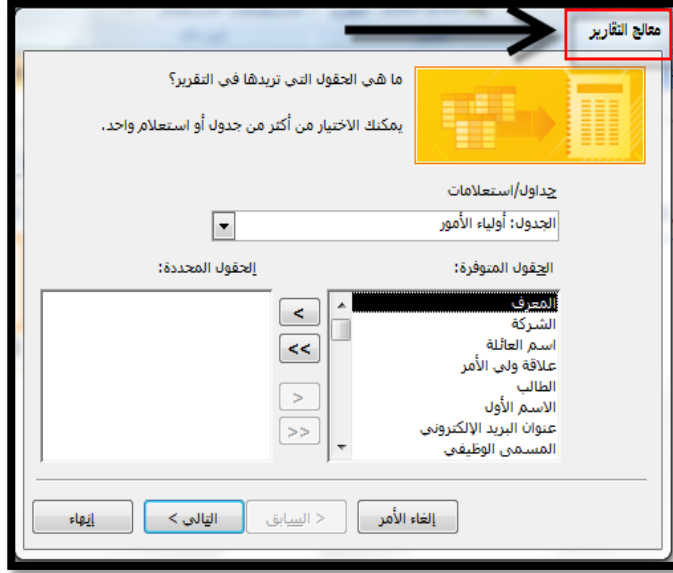 معالج التقارير
ما هي الحقول التي تريدها في التقرير؟
يمكنك الاختيار من أكثر من جدول أو استعلام واحد.
جداول/استعلامات
الجدول: أولياء الأمور
الحقول المتوفرة:
الحقول المحددة:
المعرف
الشركة
اسم العائلة
علاقة ولي الأمر
الطالب
الاسم الأول
عنوان البريد الإلكتروني
المسمى الوظيفي
>
>>
<
<<
إلغاء الأمر
< السابق
التالي >
إنهاء